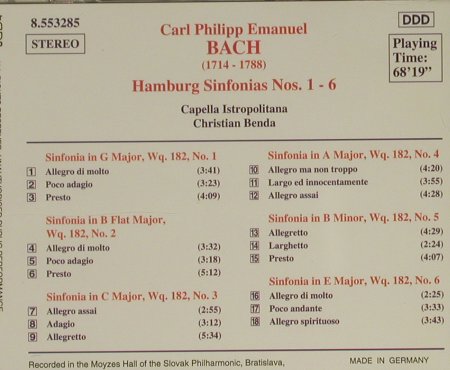 8.553285
STEREO
Carl Philipp Emanuel
BACH
(1714 - 1788)
Hamburg Sinfonias Nos. 1 - 6
Capella Istropolitana
Christian Benda
DDD
Playing
Time:
68'19"
Sinfonia in G Major, Wq. 182, No. 1
1 Allegro di molto (3:41)
2 Poco adagio (3:23)
3 Presto (4:09)
Sinfonia in B Flat Major,
Wq. 182, No. 2
4 Allegro di molto (3:32)
5 Poco adagio (3:18)
6 Presto (5:12)
Sinfonia in C Major, Wq. 182, No. 3
7 Allegro assai (2:55)
8 Adagio (3:12)
9 Allegretto (5:34)
Sinfonia in A Major, Wq. 182, No. 4
10 Allegro ma non troppo (4:20)
11 Largo ed innocentamente (3:55)
12 Allegro assai (4:28)
Sinfonia in B Minor, Wq. 182, No. 5
13 Allegretto (4:29)
14 Larghetto (2:24)
15 Presto (4:07)
Sinfonia in E Major, Wq. 182, No. 6
16 Allegro di molto (2:25)
17 Poco andante (3:33)
18 Allegro spirituoso (3:43)
Recorded in the Moyzes Hall of the Slovak Philharmonic, Bratislava,
MADE IN GERMANY